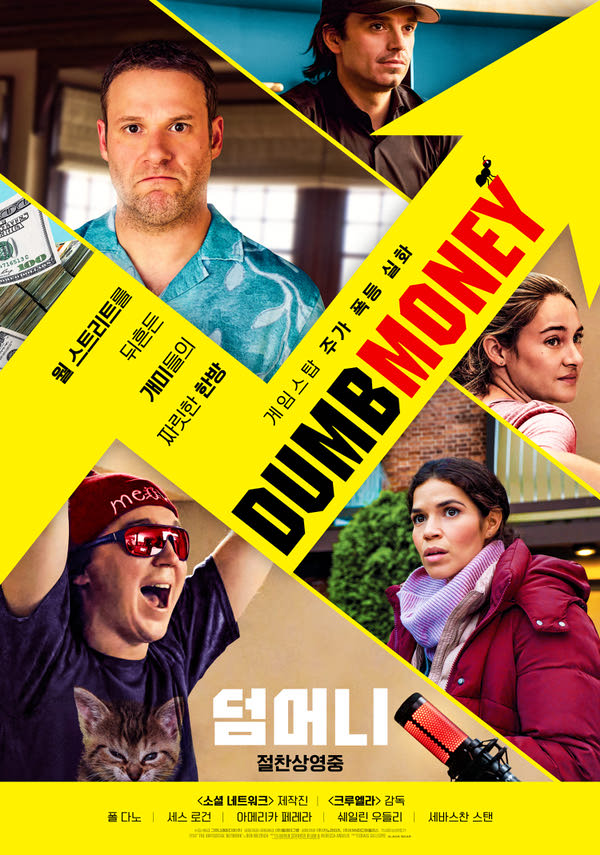 월 스트리트를
뒤흔든
개미들의
짜릿한 한방
게임스탑 주가 폭등 실화
DUMB MONEY
100
덤머니
절찬상영중
<소셜 네트워크> 제작진 | <크루엘라> 감독
폴 다노 | 세스 로건 | 아메리카 페레라 | 쉐일린 우들리 | 세바스찬 스탠